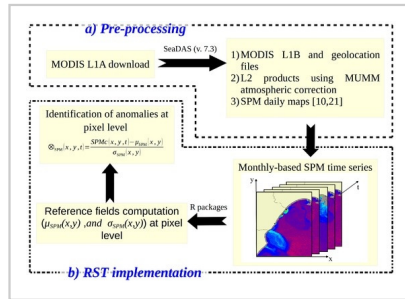 a) Pre-processing
SeaDAS (v. 7.3)
MODIS L1A download
1)MODIS L1B and geolocation
files
2)L2 products using MUMM
atmospheric correction
3)SPM daily maps [10,21]
Identification of anomalies at
pixel level
⊗SPM(x,y,t)=SPMc(x,y,t)−μSPM(x,y)
σSPM(x,y)
Monthly-based SPM time series
y
t
x
R packages
Reference fields computation
(μSPM(x,y) ,and σSPM(x,y)) at pixel
level
b) RST implementation